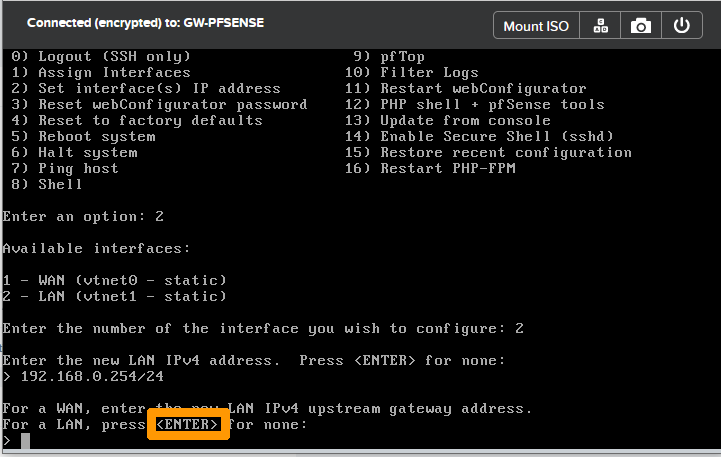 Connected (encrypted) to: GW-PFSENSE
Mount ISO
0) Logout (SSH only) 9) pfTop
1) Assign Interfaces 10) Filter Logs
2) Set interface(s) IP address 11) Restart webConfigurator
3) Reset webConfigurator password 12) PHP shell + pfSense tools
4) Reset to factory defaults 13) Update from console
5) Reboot system 14) Enable Secure Shell (sshd)
6) Halt system 15) Restore recent configuration
7) Ping host 16) Restart PHP-FPM
8) Shell
Enter an option: 2
Available interfaces:
1 - WAN (vtnet0 - static)
2 - LAN (vtnet1 - static)
Enter the number of the interface you wish to configure: 2
Enter the new LAN IPv4 address. Press <ENTER> for none:
> 192.168.0.254/24
For a WAN, enter the new LAN IPv4 upstream gateway address.
For a LAN, press <ENTER> for none:
>